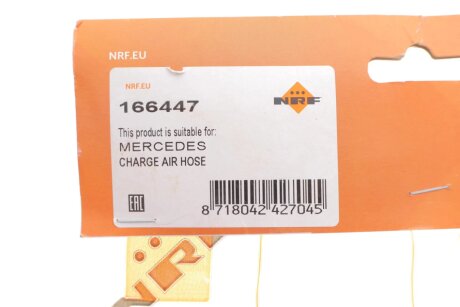 NRF.EU
NRF.EU
166447
NRF
This product is suitable for:
MERCEDES
CHARGE AIR HOSE
EAC
8 718042 427045
NRF